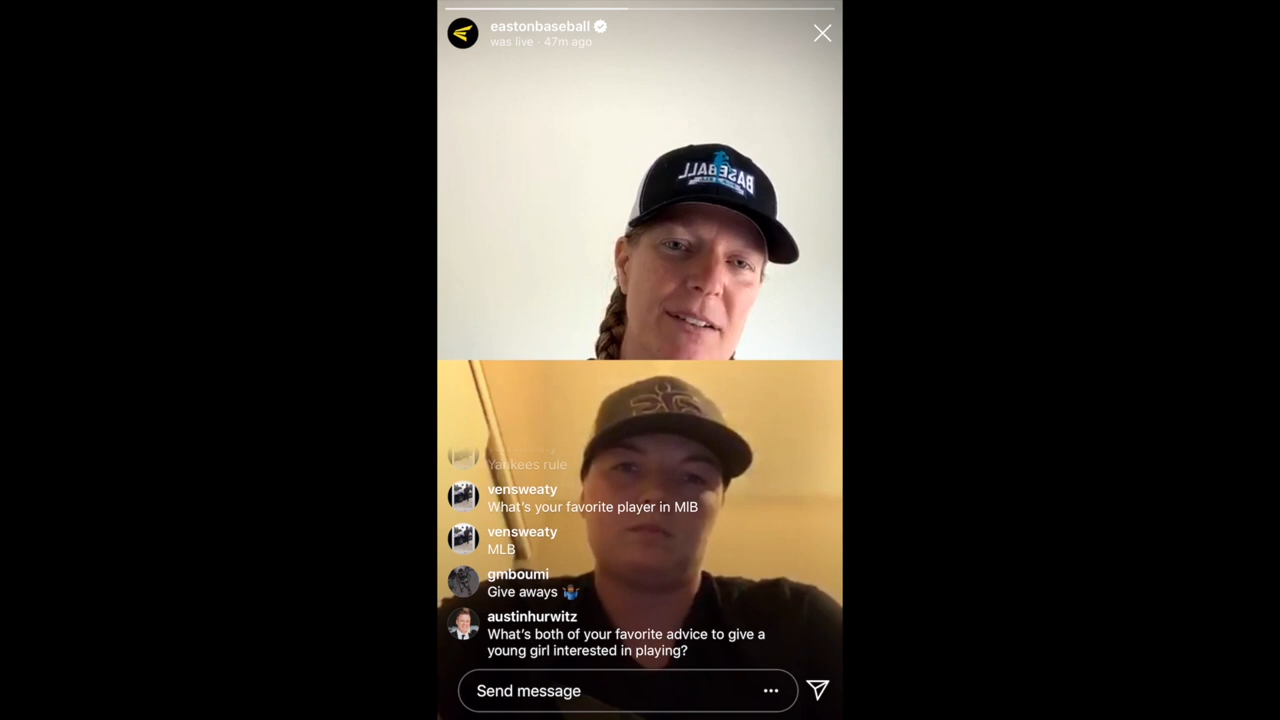 eastonbaseball
was live · 47m ago
BASEBALL
Yankees rule
vensweaty
What's your favorite player in MIB
vensweaty
MLB
gmboumi
Give aways 🤷🏾‍♂️
austinhurwitz
What's both of your favorite advice to give a
young girl interested in playing?
Send message